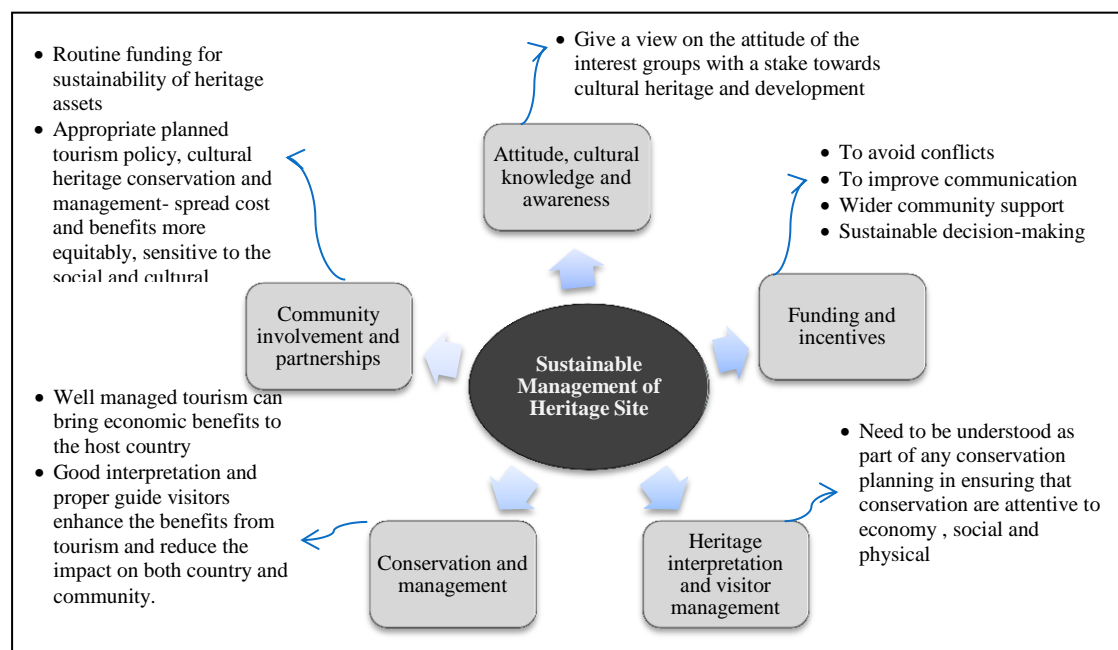 • Routine funding for
sustainability of heritage
assets
• Appropriate planned
tourism policy, cultural
heritage conservation and
management- spread cost
and benefits more
equitably, sensitive to the
social and cultural
• Give a view on the attitude of the
interest groups with a stake towards
cultural heritage and development
Attitude, cultural
knowledge and
awareness
• To avoid conflicts
• To improve communication
• Wider community support
• Sustainable decision-making
Community
involvement and
partnerships
Funding and
incentives
Sustainable
Management of
Heritage Site
• Well managed tourism can
bring economic benefits to
the host country
• Good interpretation and
proper guide visitors
enhance the benefits from
tourism and reduce the
impact on both country and
community.
• Need to be understood as
part of any conservation
planning in ensuring that
conservation are attentive to
economy , social and
physical
Conservation and
management
Heritage
interpretation
and visitor
management